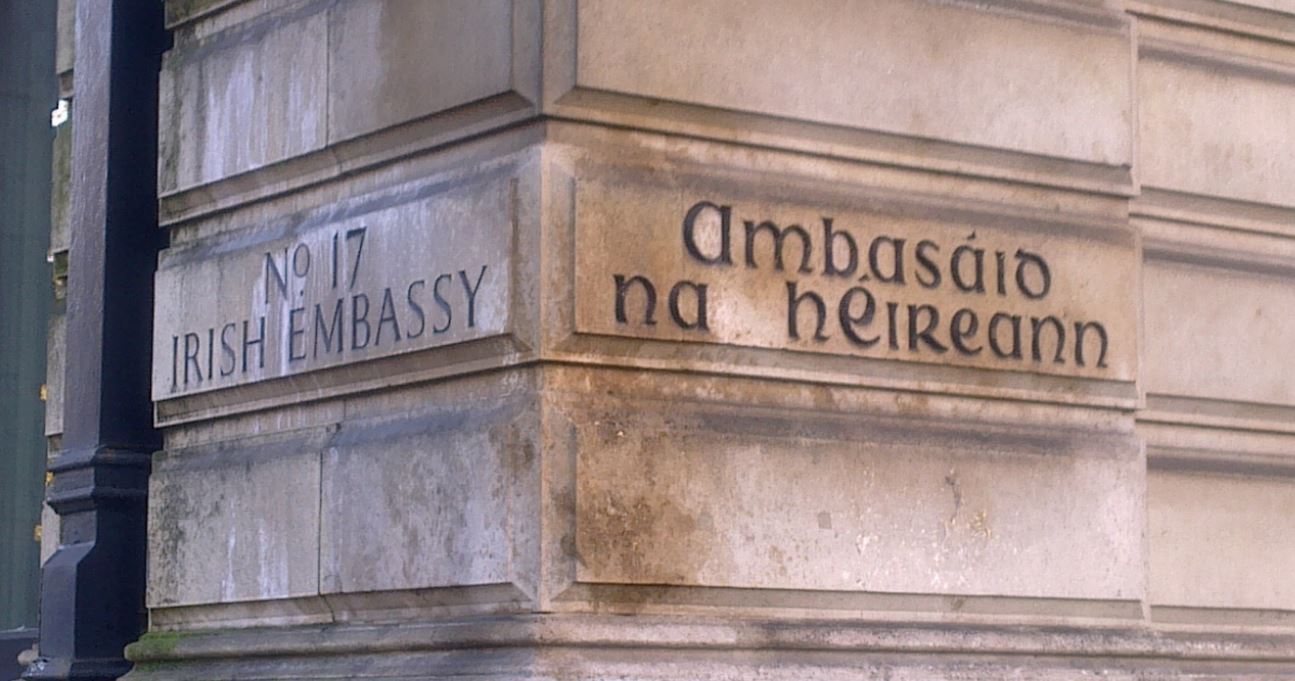 No 17
IRISH EMBASSY
Ambasáid
na hÉireann